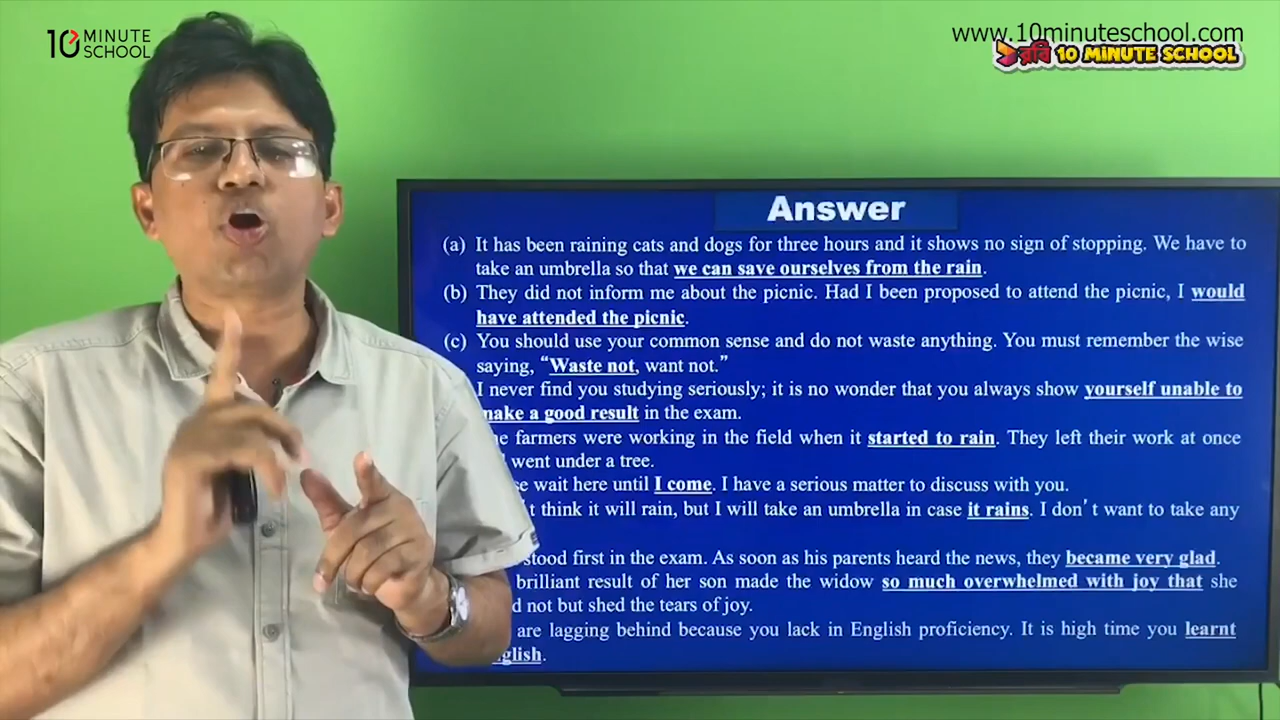 10 MINUTE
SCHOOL
www.10minuteschool.com
রবি 10 MINUTE SCHOOL
Answer
(a) It has been raining cats and dogs for three hours and it shows no sign of stopping. We have to
take an umbrella so that we can save ourselves from the rain.
(b) They did not inform me about the picnic. Had I been proposed to attend the picnic, I would
have attended the picnic.
(c) You should use your common sense and do not waste anything. You must remember the wise
saying, “Waste not, want not.”
I never find you studying seriously; it is no wonder that you always show yourself unable to
make a good result in the exam.
farmers were working in the field when it started to rain. They left their work at once
went under a tree.
wait here until I come. I have a serious matter to discuss with you.
think it will rain, but I will take an umbrella in case it rains. I don't want to take any
stood first in the exam. As soon as his parents heard the news, they became very glad.
brilliant result of her son made the widow so much overwhelmed with joy that she
not but shed the tears of joy.
are lagging behind because you lack in English proficiency. It is high time you learnt